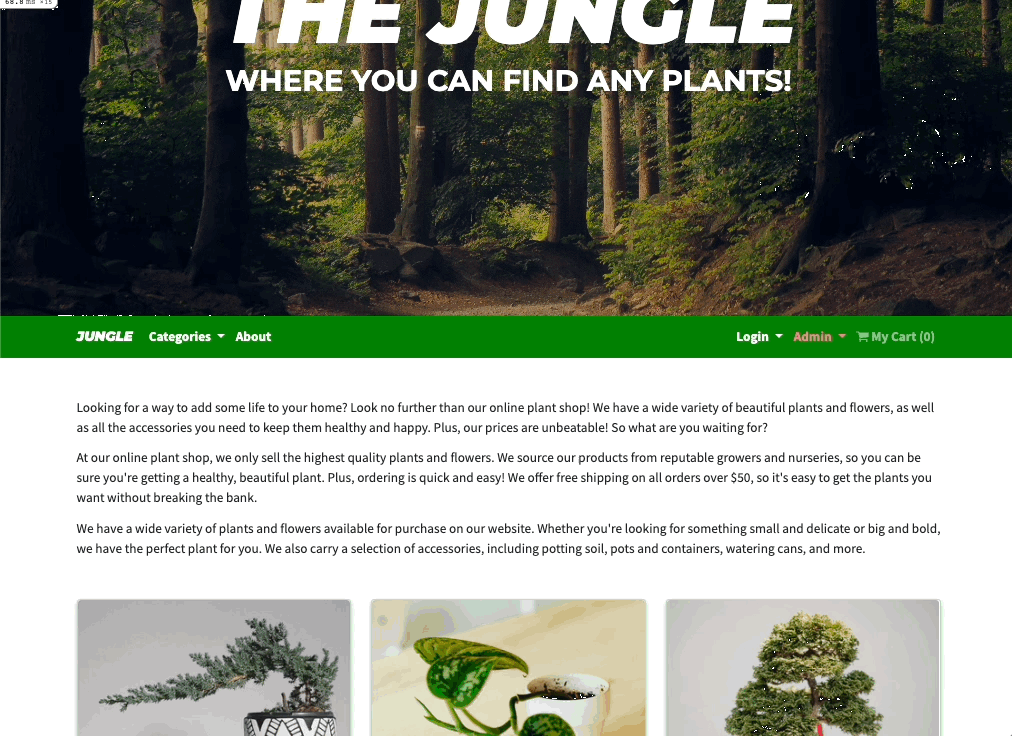 68.8 ms ×15
THE JUNGLE
WHERE YOU CAN FIND ANY PLANTS!
JUNGLE Categories About Login Admin My Cart (0)
Looking for a way to add some life to your home? Look no further than our online plant shop! We have a wide variety of beautiful plants and flowers, as well
as all the accessories you need to keep them healthy and happy. Plus, our prices are unbeatable! So what are you waiting for?
At our online plant shop, we only sell the highest quality plants and flowers. We source our products from reputable growers and nurseries, so you can be
sure you're getting a healthy, beautiful plant. Plus, ordering is quick and easy! We offer free shipping on all orders over $50, so it's easy to get the plants you
want without breaking the bank.
We have a wide variety of plants and flowers available for purchase on our website. Whether you're looking for something small and delicate or big and bold,
we have the perfect plant for you. We also carry a selection of accessories, including potting soil, pots and containers, watering cans, and more.